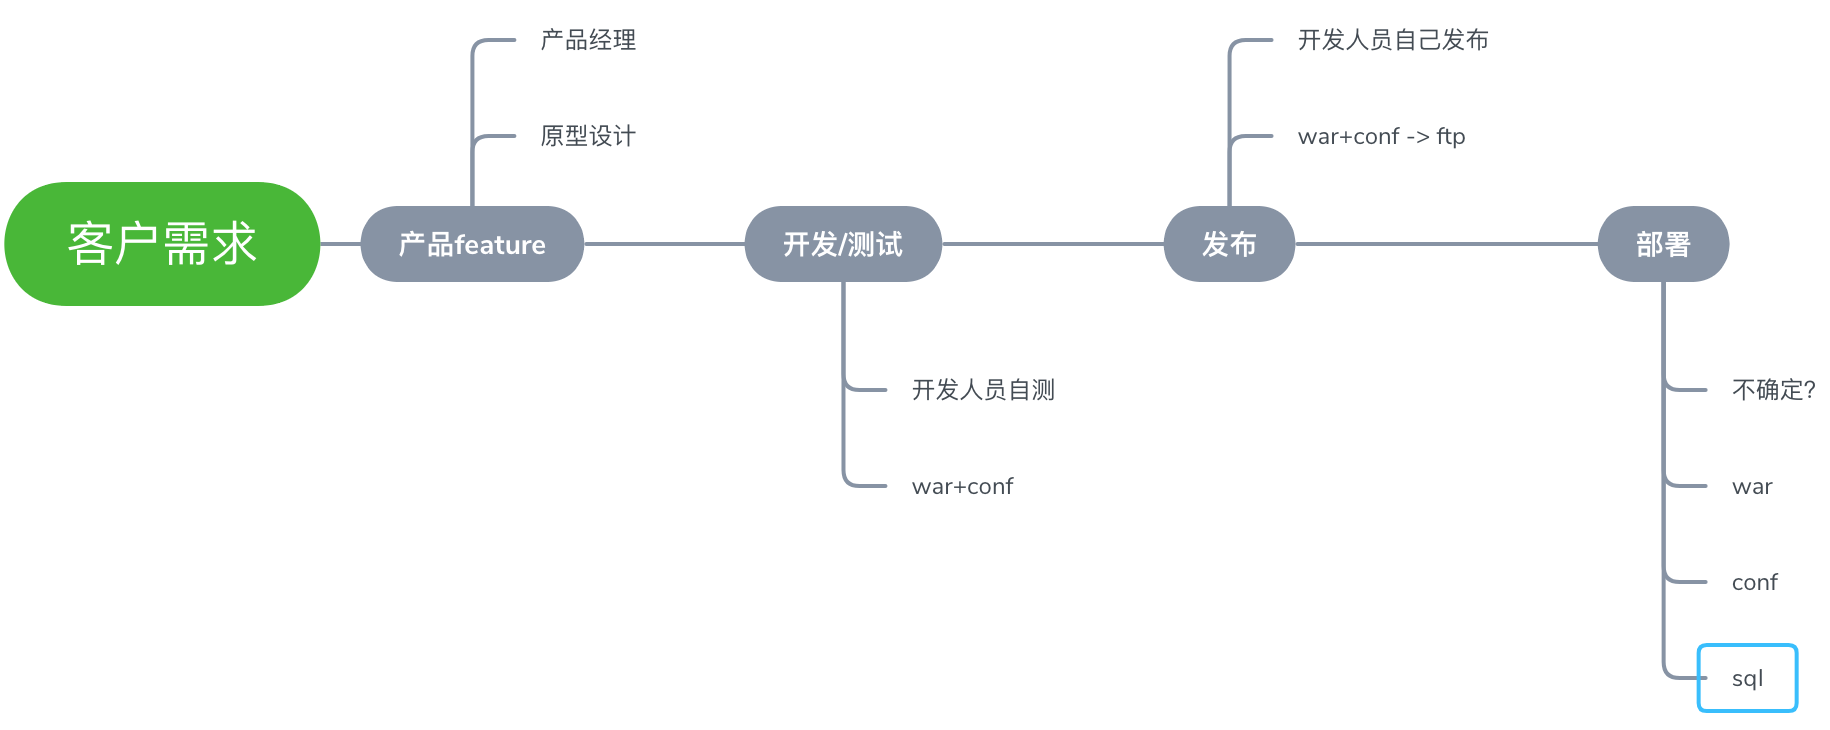 产品经理
原型设计
开发人员自己发布
war+conf -> ftp
客户需求
产品feature
开发/测试
发布
部署
开发人员自测
war+conf
不确定?
war
conf
sql